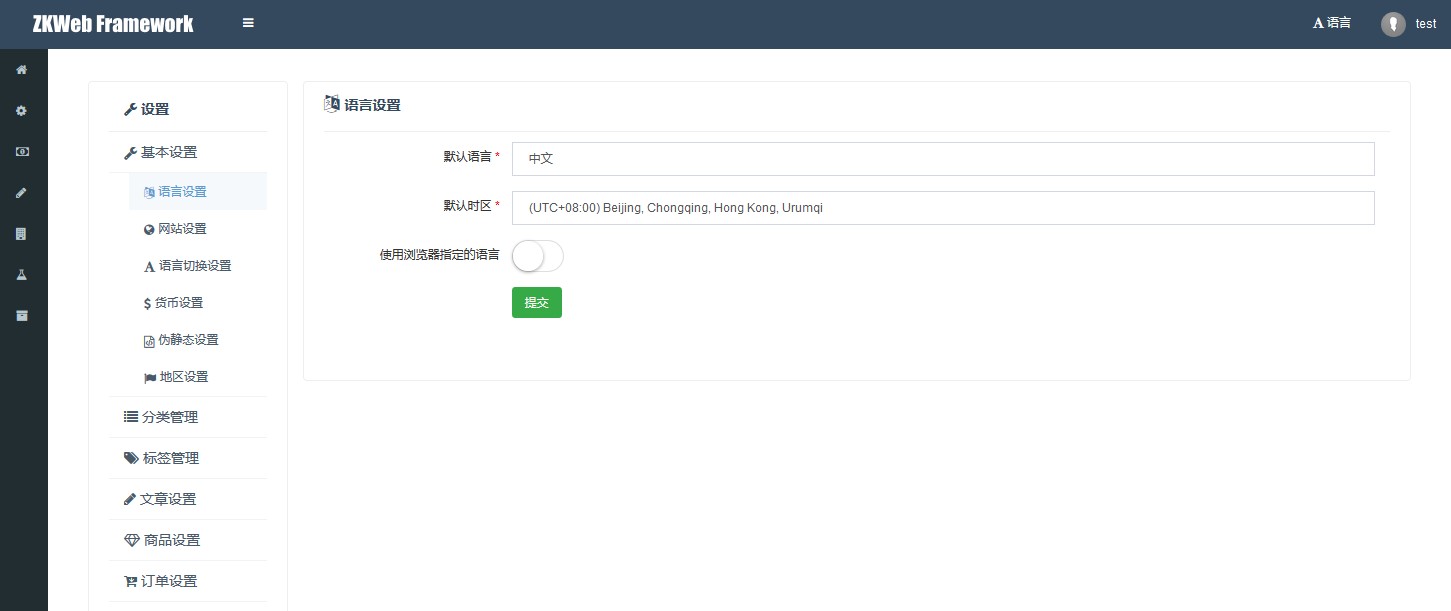 ZKWeb Framework
A 语言
test
设置
基本设置
语言设置
网站设置
A 语言切换设置
$ 货币设置
伪静态设置
地区设置
分类管理
标签管理
文章设置
商品设置
订单设置
语言设置
默认语言 *
中文
默认时区 *
(UTC+08:00) Beijing, Chongqing, Hong Kong, Urumqi
使用浏览器指定的语言
提交